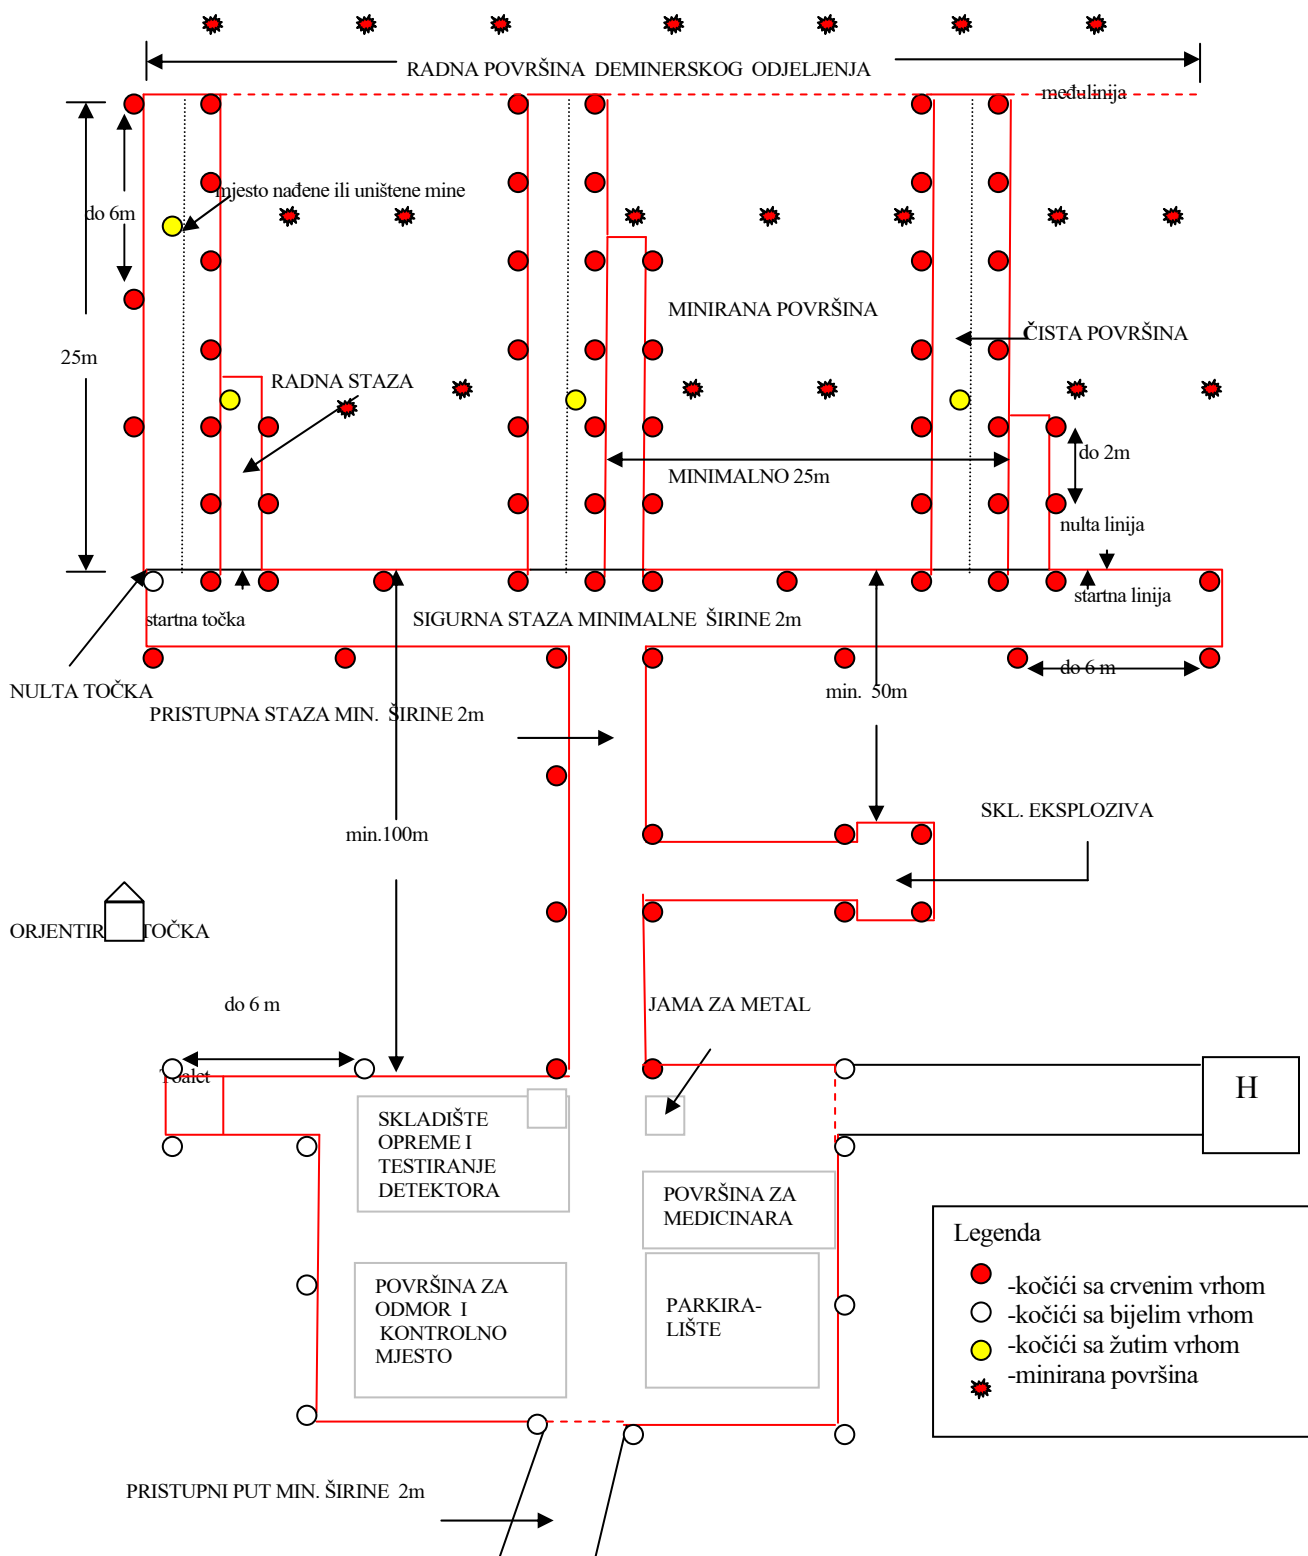 RADNA POVRŠINA DEMINERSKOG ODJELJENJA
međulinija
mjesto nađene ili uništene mine
do 6m
MINIRANA POVRŠINA
ČISTA POVRŠINA
25m
RADNA STAZA
do 2m
MINIMALNO 25m
nulta linija
startna linija
startna točka
SIGURNA STAZA MINIMALNE ŠIRINE 2m
do 6 m
NULTA TOČKA
min. 50m
PRISTUPNA STAZA MIN. ŠIRINE 2m
SKL. EKSPLOZIVA
min.100m
ORJENTIR TOČKA
do 6 m
JAMA ZA METAL
Toalet
H
SKLADIŠTE
OPREME I
TESTIRANJE
DETEKTORA
POVRŠINA ZA
MEDICINARA
Legenda
-kočići sa crvenim vrhom
-kočići sa bijelim vrhom
-kočići sa žutim vrhom
-minirana površina
POVRŠINA ZA
ODMOR I
KONTROLNO
MJESTO
PARKIRA-
LIŠTE
PRISTUPNI PUT MIN. ŠIRINE 2m